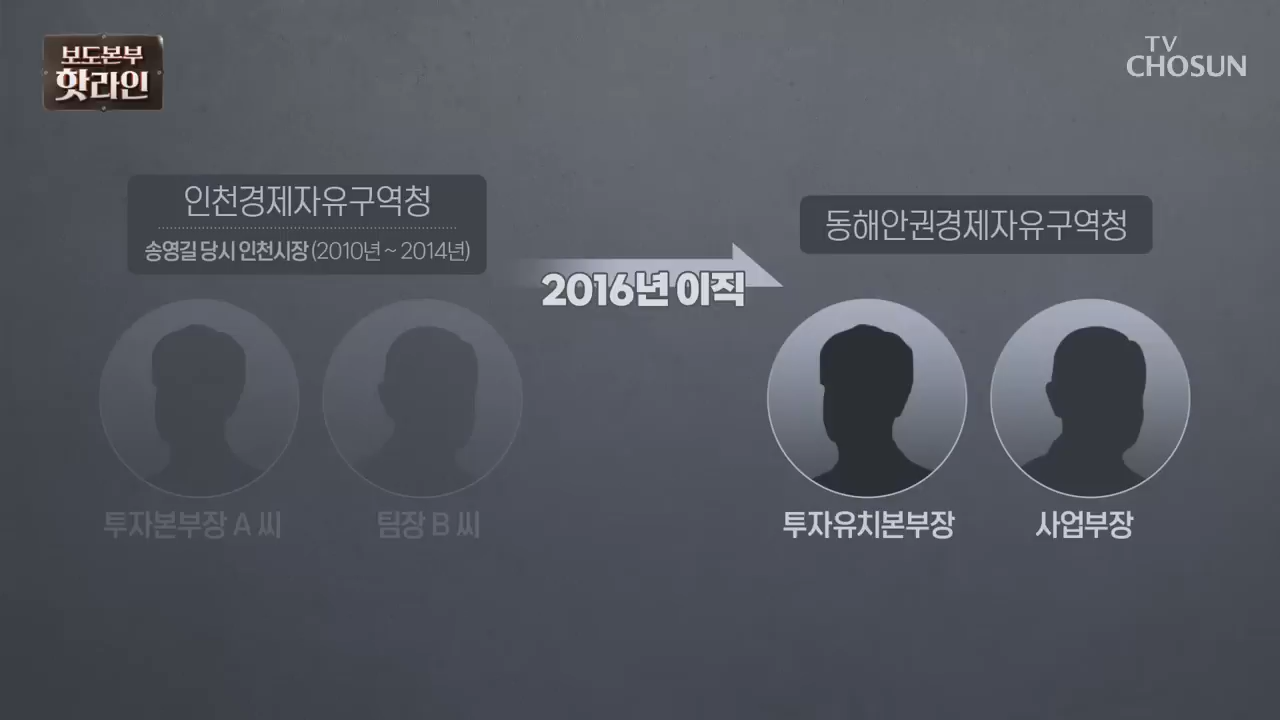 보도본부
핫라인
TV
CHOSUN
인천경제자유구역청
송영길 당시 인천시장 (2010년 ~ 2014년)
동해안권경제자유구역청
2016년 이직
투자본부장 A 씨
팀장 B 씨
투자유치본부장
사업부장